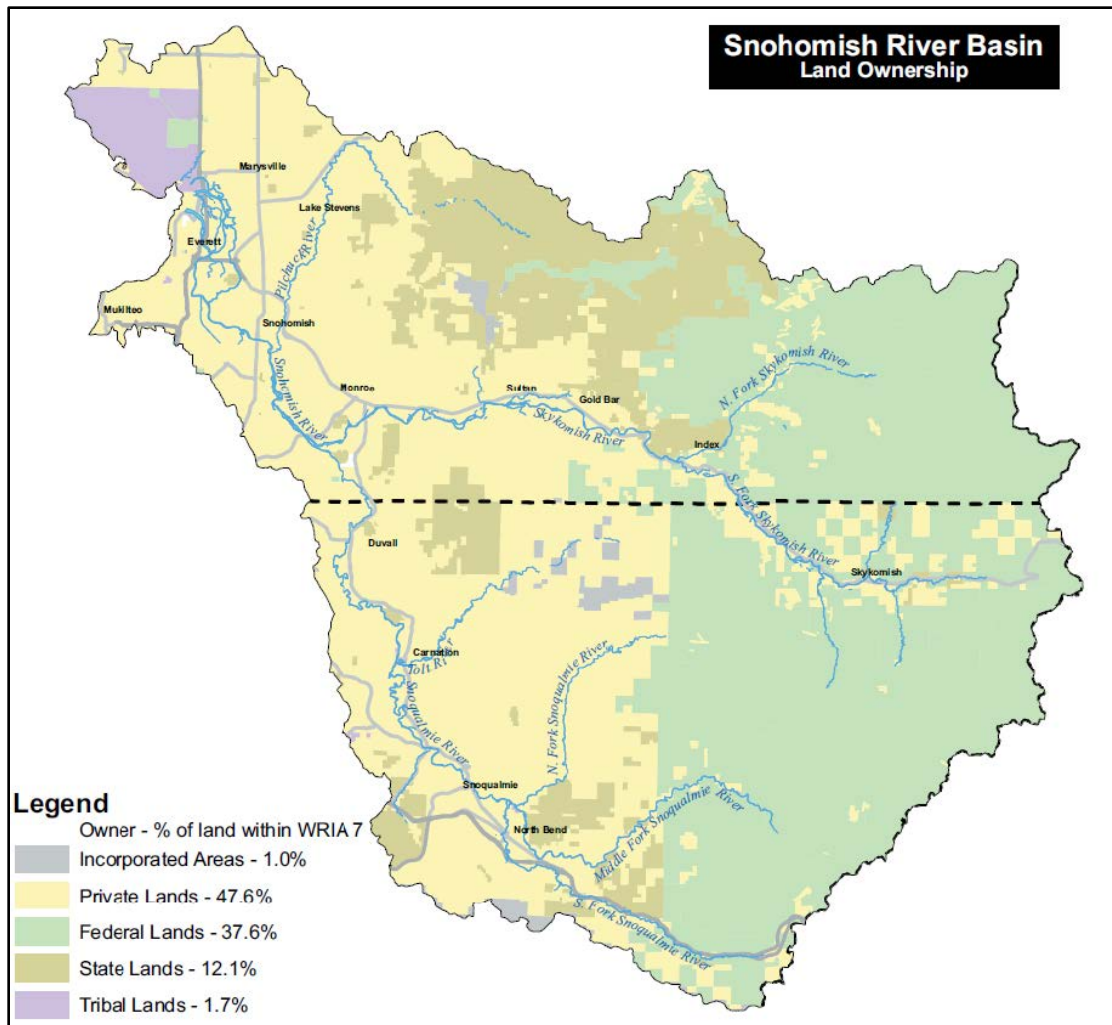 Snohomish River Basin
Land Ownership
Marysville
Lake Stevens
Everett
Pilchuck River
Mukilteo
Snohomish
Snohomish River
Monroe
Sultan
Gold Bar
Skykomish River
N. Fork Skykomish River
Index
S. Fork Skykomish River
Duvall
Skykomish
Carnation
Tolt River
Snoqualmie River
N. Fork Snoqualmie River
Snoqualmie
North Bend
Middle Fork Snoqualmie River
S. Fork Snoqualmie River
Legend
Owner - % of land within WRIA 7
Incorporated Areas - 1.0%
Private Lands - 47.6%
Federal Lands - 37.6%
State Lands - 12.1%
Tribal Lands - 1.7%